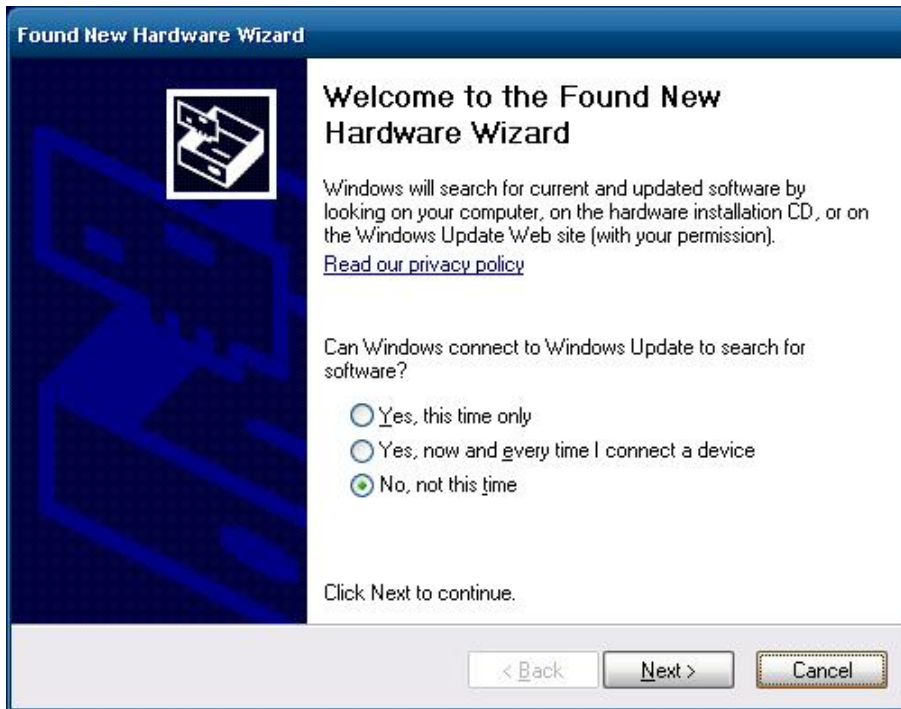 Found New Hardware Wizard
Welcome to the Found New
Hardware Wizard
Windows will search for current and updated software by
looking on your computer, on the hardware installation CD, or on
the Windows Update Web site (with your permission).
Read our privacy policy
Can Windows connect to Windows Update to search for
software?
Yes, this time only
Yes, now and every time I connect a device
No, not this time
Click Next to continue.
< Back Next > Cancel